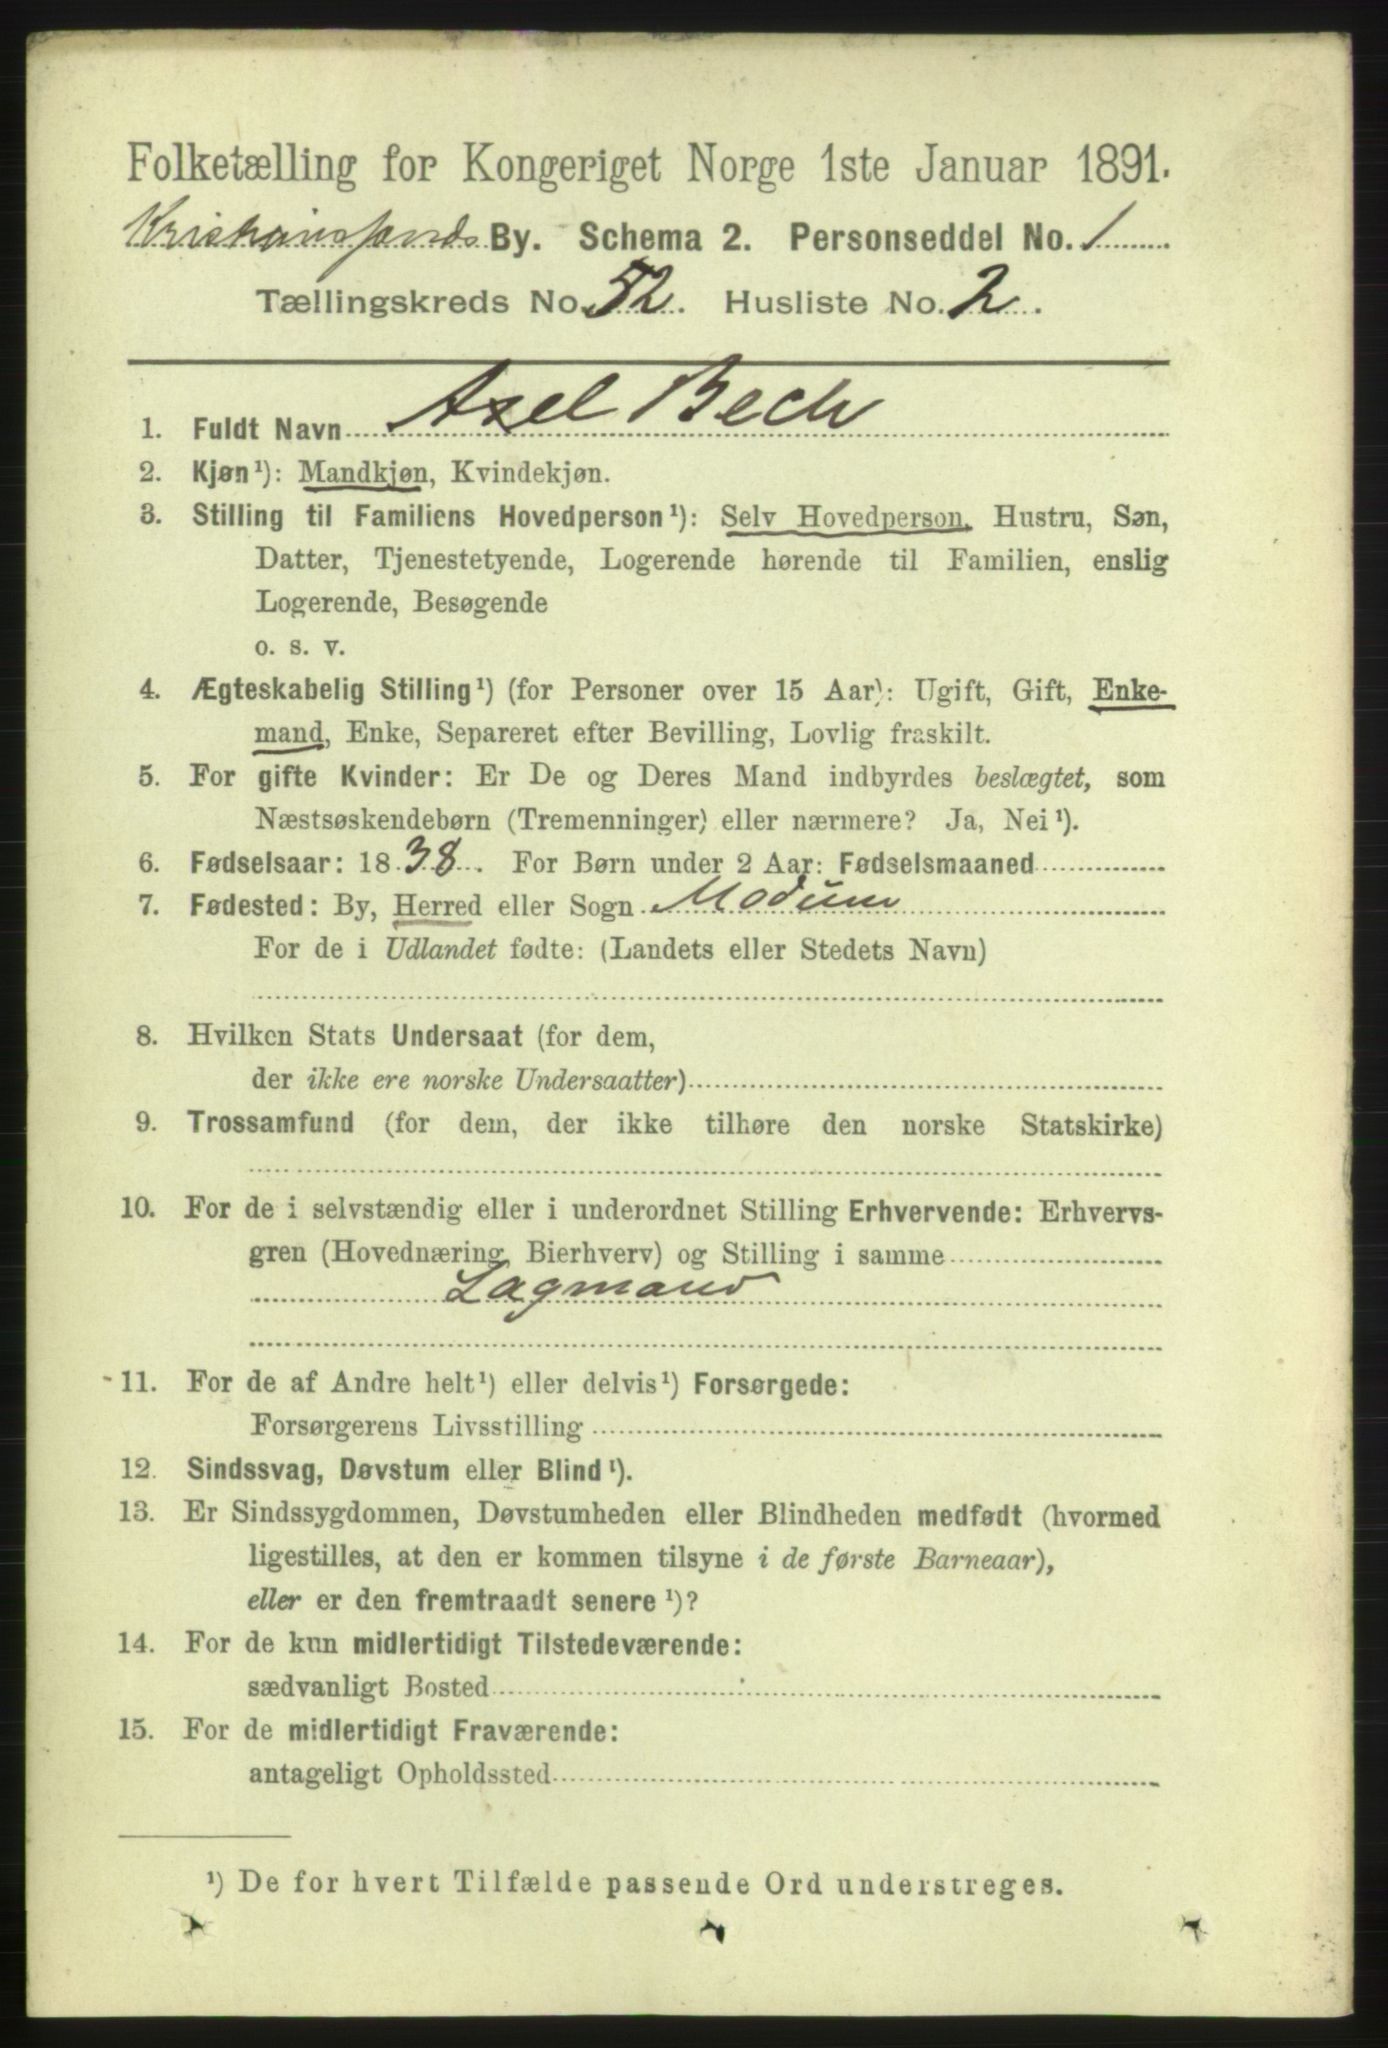 Folketælling for Kongeriget Norge 1ste Januar 1891.
Kristiansands By. Schema 2. Personseddel No. 1
Tællingskreds No. 52. Husliste No. 2.
1. Fuldt Navn Axel Bech
2. Kjøn¹): Mandkjøn, Kvindekjøn.
3. Stilling til Familiens Hovedperson¹): Selv Hovedperson, Hustru, Søn,
Datter, Tjenestetyende, Logerende hørende til Familien, enslig
Logerende, Besøgende
o. s. v.
4. Ægteskabelig Stilling¹) (for Personer over 15 Aar): Ugift, Gift, Enke-
mand, Enke, Separeret efter Bevilling, Lovlig fraskilt.
5. For gifte Kvinder: Er De og Deres Mand indbyrdes beslægtet, som
Næstsøskendebørn (Tremenninger) eller nærmere? Ja, Nei¹).
6. Fødselsaar: 1838. For Børn under 2 Aar: Fødselsmaaned
7. Fødested: By, Herred eller Sogn Modum
For de i Udlandet fødte: (Landets eller Stedets Navn)
8. Hvilken Stats Undersaat (for dem,
der ikke ere norske Undersaatter)
9. Trossamfund (for dem, der ikke tilhøre den norske Statskirke)
10. For de i selvstændig eller i underordnet Stilling Erhvervende: Erhvervs-
gren (Hovednæring, Bierhverv) og Stilling i samme
Lagmand
11. For de af Andre helt¹) eller delvis¹) Forsørgede:
Forsørgerens Livsstilling
12. Sindssvag, Døvstum eller Blind¹).
13. Er Sindssygdommen, Døvstumheden eller Blindheden medfødt (hvormed
ligestilles, at den er kommen tilsyne i de første Barneaar),
eller er den fremtraadt senere¹)?
14. For de kun midlertidigt Tilstedeværende:
sædvanligt Bosted
15. For de midlertidigt Fraværende:
antageligt Opholdssted
¹) De for hvert Tilfælde passende Ord understreges.